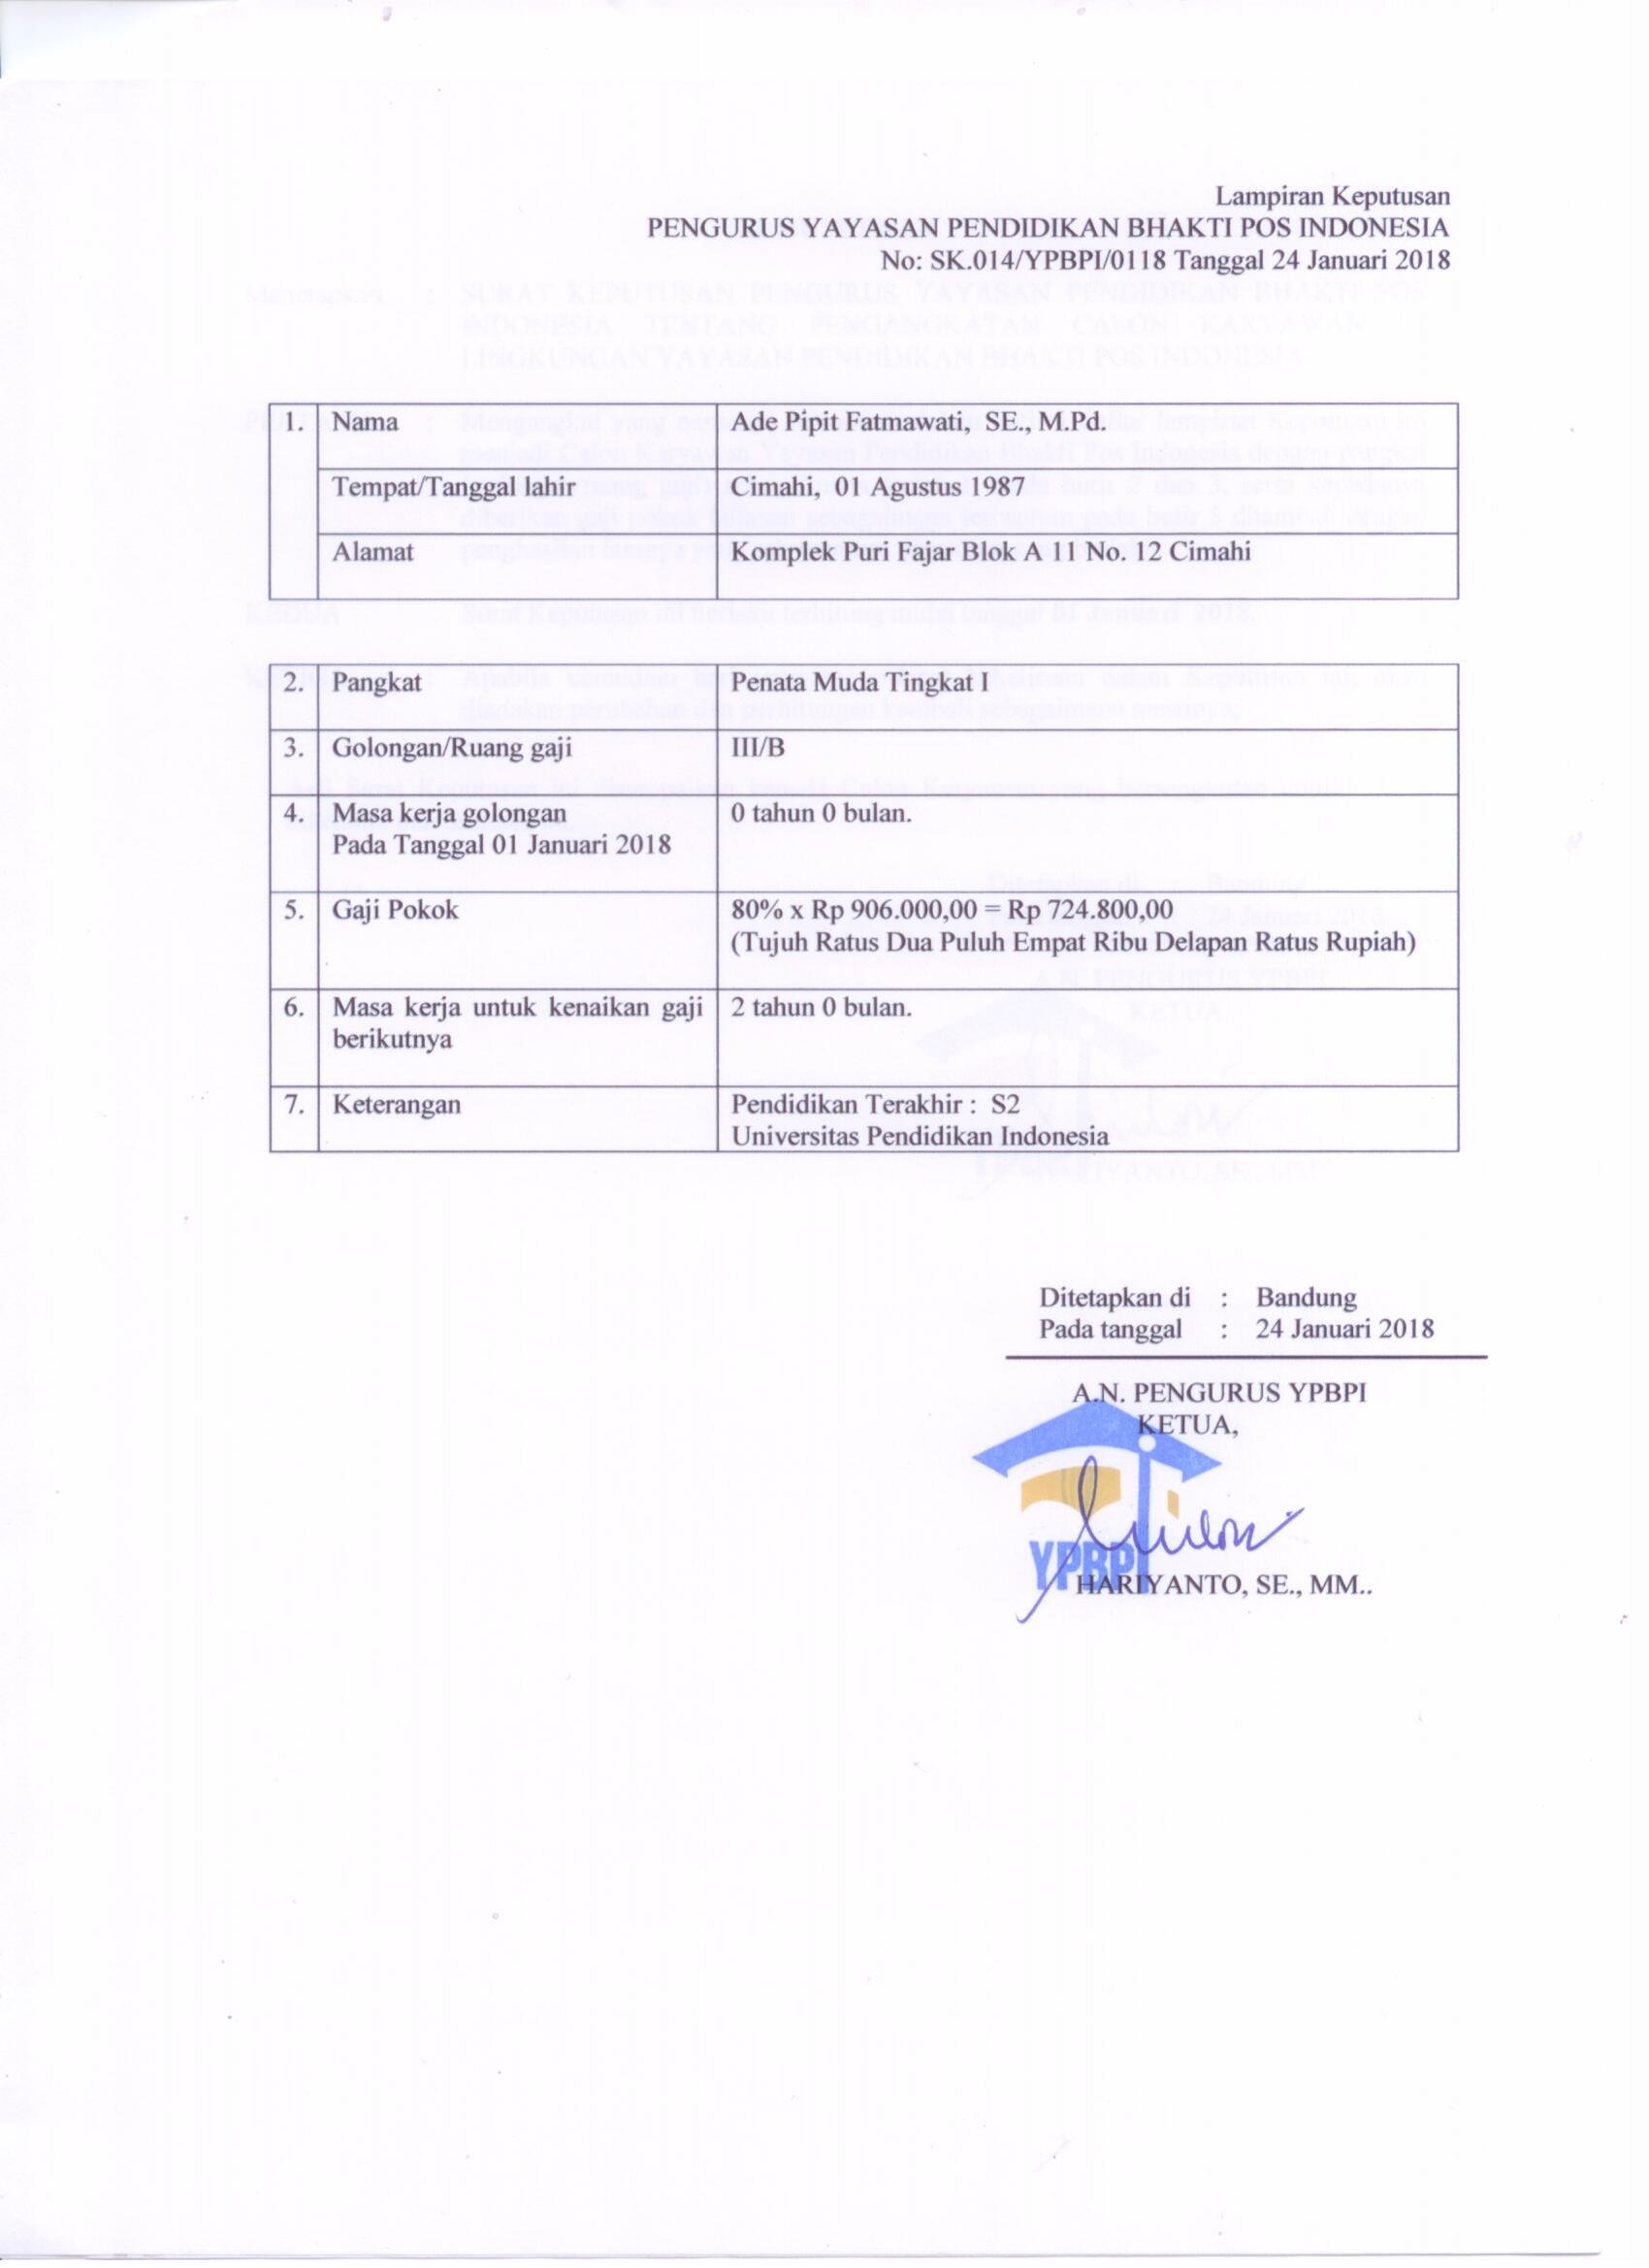 Lampiran Keputusan
PENGURUS YAYASAN PENDIDIKAN BHAKTI POS INDONESIA
No: SK.014/YPBPI/0118 Tanggal 24 Januari 2018
1. Nama Ade Pipit Fatmawati, SE., M.Pd.
Tempat/Tanggal lahir Cimahi, 01 Agustus 1987
Alamat Komplek Puri Fajar Blok A 11 No. 12 Cimahi
2. Pangkat Penata Muda Tingkat I
3. Golongan/Ruang gaji III/B
4. Masa kerja golongan 0 tahun 0 bulan.
Pada Tanggal 01 Januari 2018
5. Gaji Pokok 80% x Rp 906.000,00 = Rp 724.800,00
(Tujuh Ratus Dua Puluh Empat Ribu Delapan Ratus Rupiah)
6. Masa kerja untuk kenaikan gaji 2 tahun 0 bulan.
berikutnya
7. Keterangan Pendidikan Terakhir : S2
Universitas Pendidikan Indonesia
Ditetapkan di : Bandung
Pada tanggal : 24 Januari 2018
A.N. PENGURUS YPBPI
KETUA,
YPBPI
HARIYANTO, SE., MM..